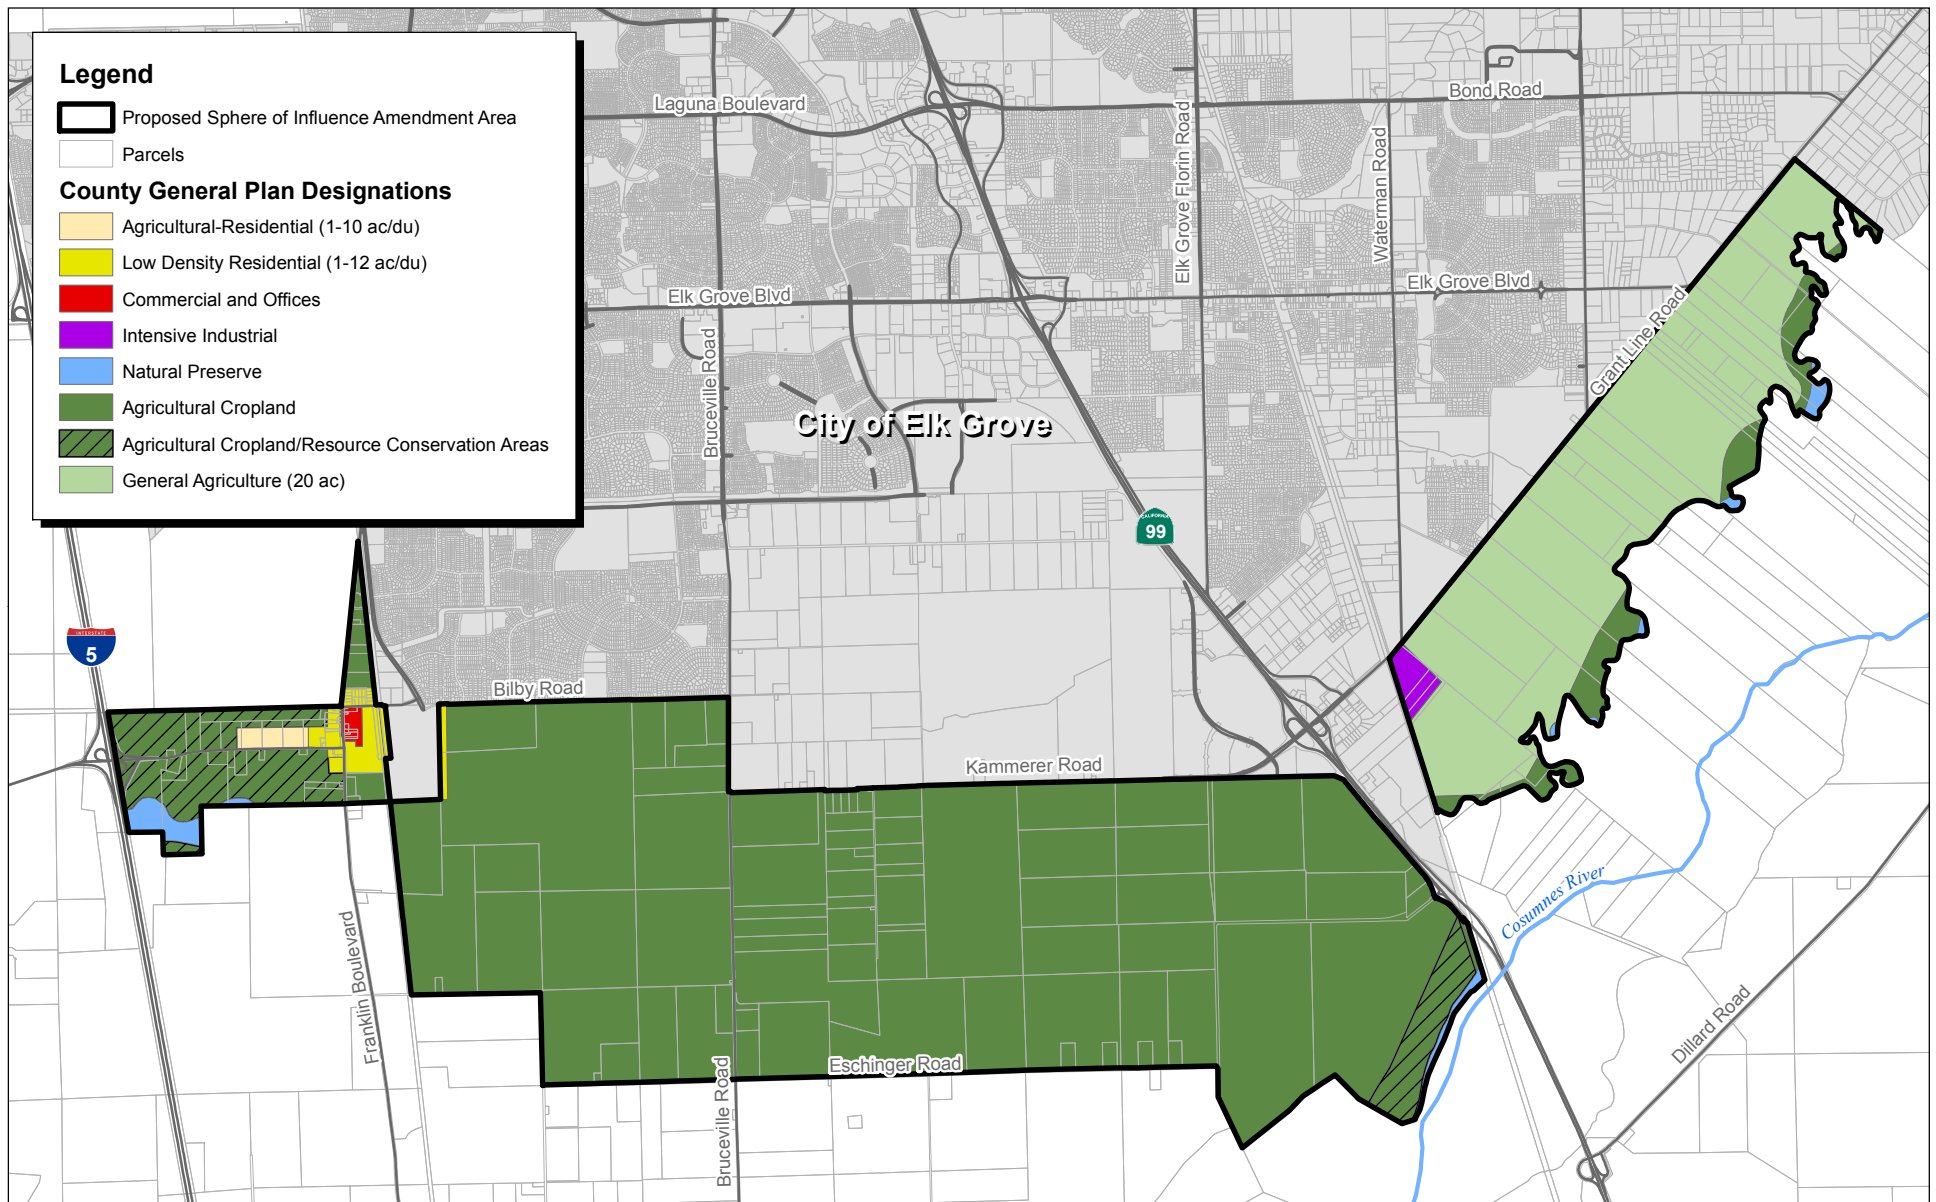 Legend
Proposed Sphere of Influence Amendment Area
Parcels
County General Plan Designations
Agricultural-Residential (1-10 ac/du)
Low Density Residential (1-12 ac/du)
Commercial and Offices
Intensive Industrial
Natural Preserve
Agricultural Cropland
Agricultural Cropland/Resource Conservation Areas
General Agriculture (20 ac)
Laguna Boulevard
Bond Road
Elk Grove Florin Road
Waterman Road
Elk Grove Blvd
Elk Grove Blvd
Grant Line Road
Bruceville Road
City of Elk Grove
CALIFORNIA
99
INTERSTATE
5
Bilby Road
Kammerer Road
Cosumnes River
Franklin Boulevard
Dillard Road
Eschinger Road
Bruceville Road